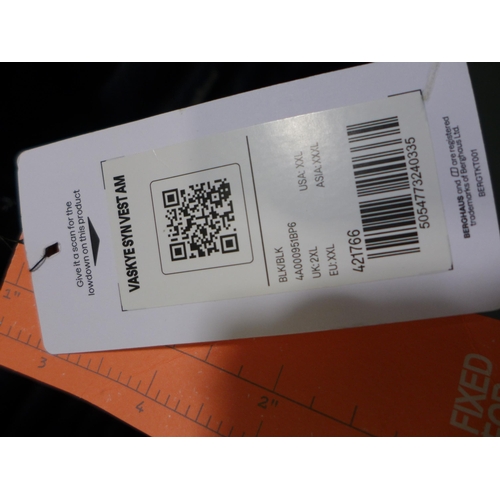 Give it a scan for the
lowdown on this product
VASKYE SYN VEST AM
BLK/BLK
4A000951BP6
UK: 2XL
USA: XXL
EU: XXL
ASIA: XX/L
421766
5054773240335
BERGHAUS and are registered
trademarks of Berghaus Ltd.
BERGTKT001
1"
3
4
2"
FIXED